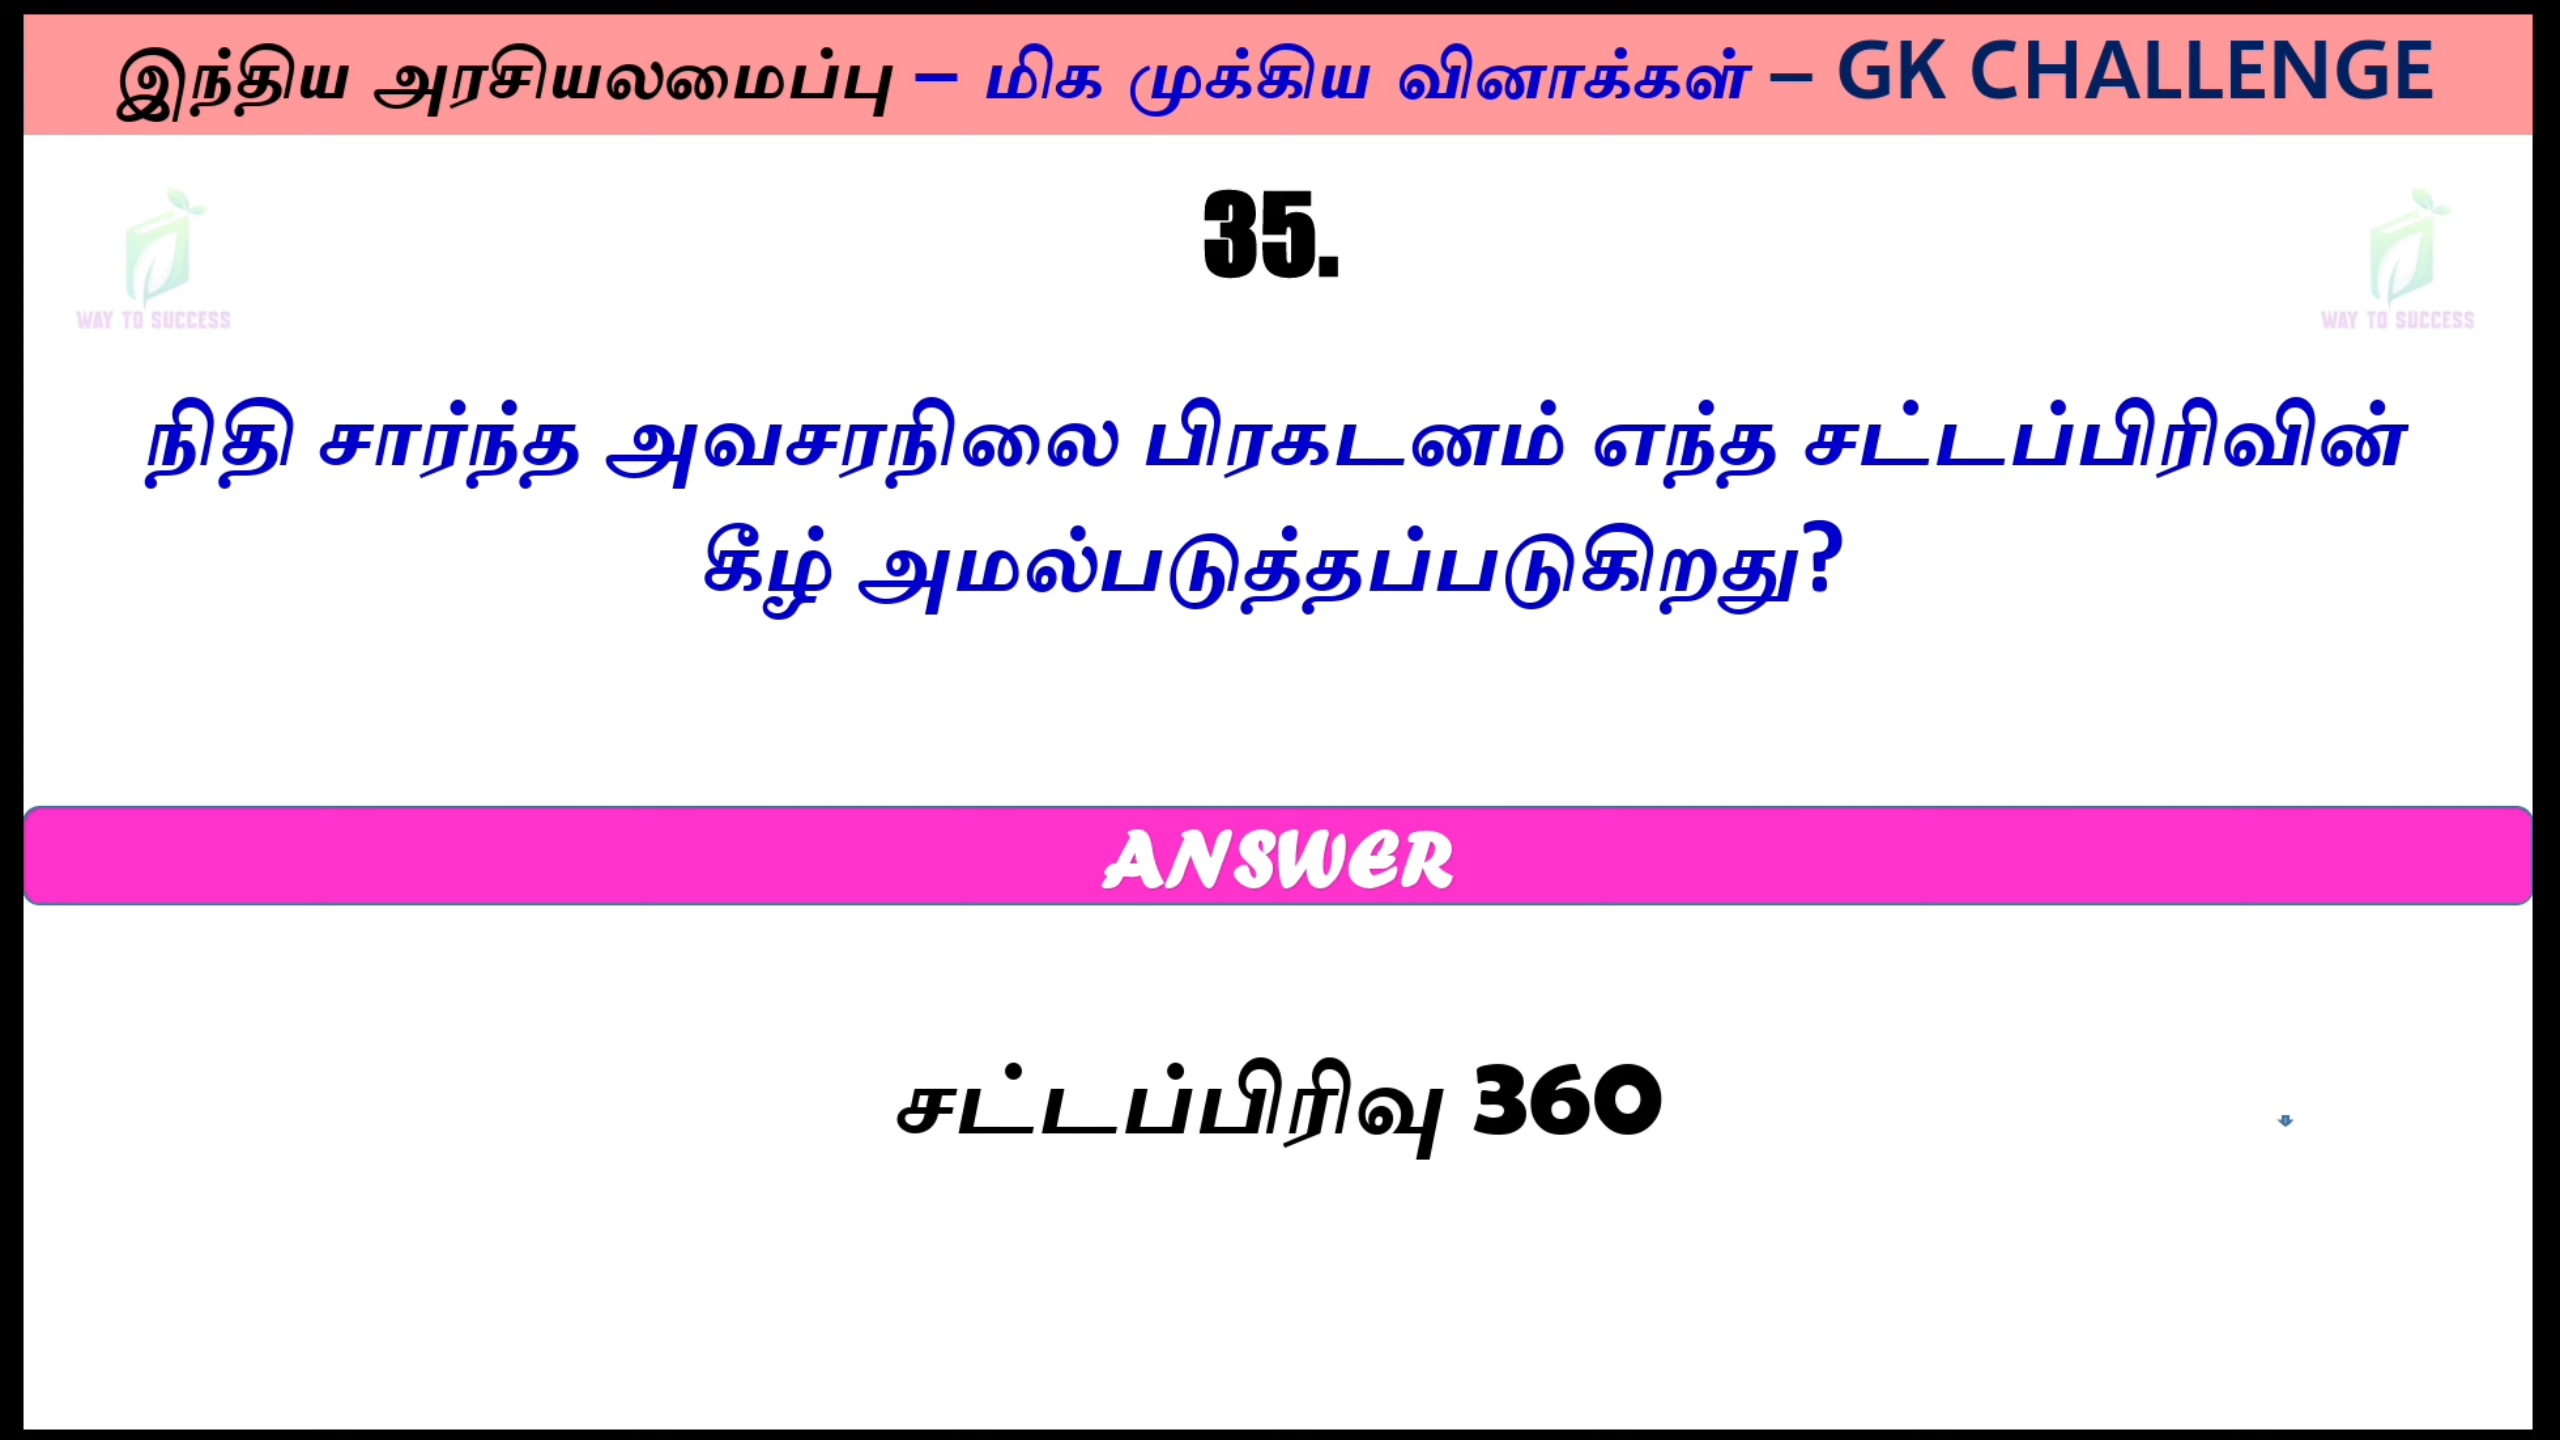 இந்திய அரசியலமைப்பு – மிக முக்கிய வினாக்கள் – GK CHALLENGE
35.
WAY TO SUCCESS
WAY TO SUCCESS
நிதி சார்ந்த அவசரநிலை பிரகடனம் எந்த சட்டப்பிரிவின்
கீழ் அமல்படுத்தப்படுகிறது?
ANSWER
சட்டப்பிரிவு 360